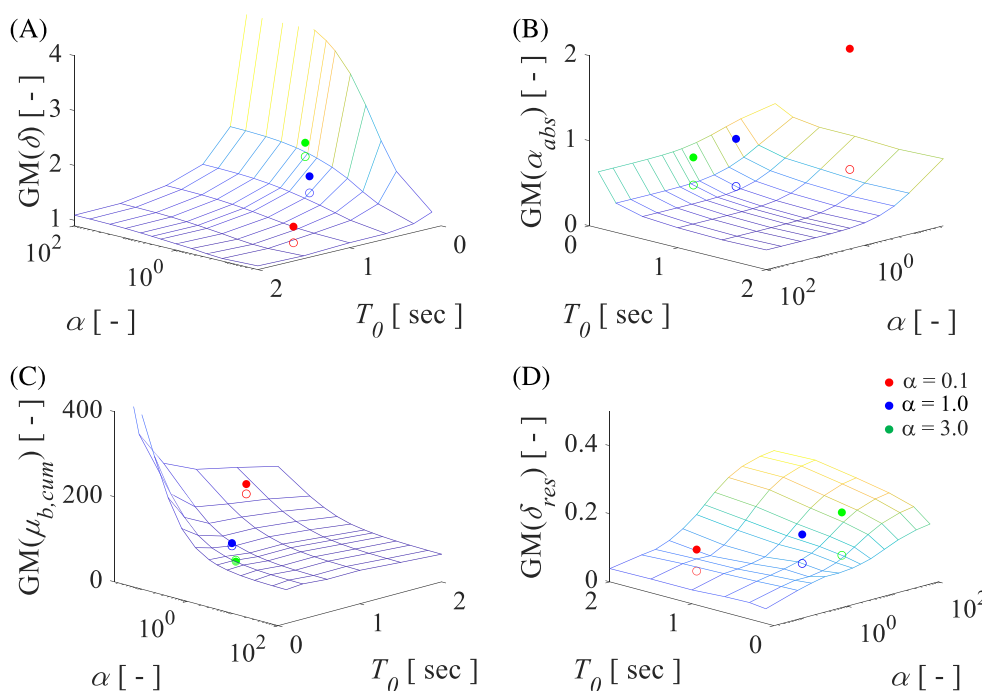 (A)
GM(δ) [ - ]
4
3
2
1
10² 10⁰ 2 1 0
α [ - ]
T₀ [ sec ]
(B)
GM(α_abs) [ - ]
2
1
0
0 1 2 10² 10⁰
T₀ [ sec ]
α [ - ]
(C)
GM(μ_b,cum) [ - ]
400
200
0
10⁰ 10² 0 1 2
α [ - ]
T₀ [ sec ]
(D)
α = 0.1
α = 1.0
α = 3.0
GM(δ_res) [ - ]
0.4
0.2
0
2 1 0 10⁰ 10²
T₀ [ sec ]
α [ - ]